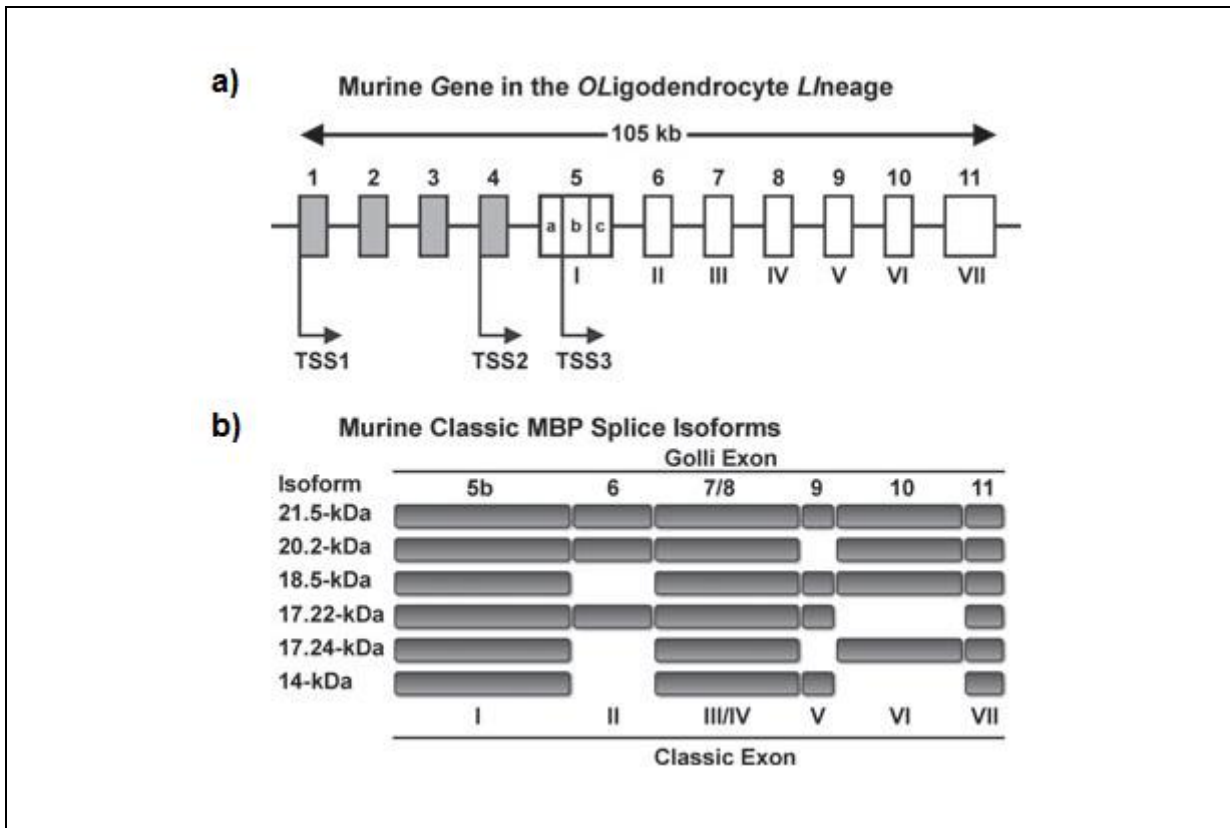 a) Murine Gene in the OLigodendrocyte LIneage
105 kb
1 2 3 4 5 6 7 8 9 10 11
a b c
I II III IV V VI VII
TSS1 TSS2 TSS3
b) Murine Classic MBP Splice Isoforms
Golli Exon
Isoform 5b 6 7/8 9 10 11
21.5-kDa
20.2-kDa
18.5-kDa
17.22-kDa
17.24-kDa
14-kDa
I II III/IV V VI VII
Classic Exon